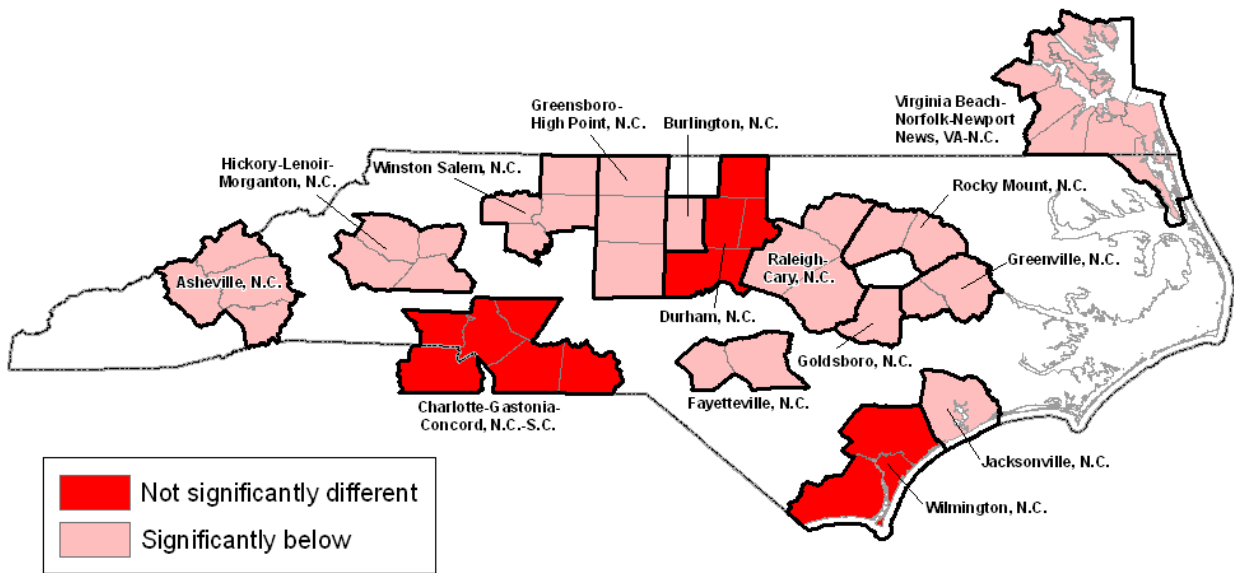 Virginia Beach-
Norfolk-Newport
News, VA-N.C.
Greensboro-
High Point, N.C.
Burlington, N.C.
Hickory-Lenoir-
Morganton, N.C.
Winston Salem, N.C.
Rocky Mount, N.C.
Asheville, N.C.
Raleigh-
Cary, N.C.
Greenville, N.C.
Durham, N.C.
Goldsboro, N.C.
Fayetteville, N.C.
Charlotte-Gastonia-
Concord, N.C.-S.C.
Jacksonville, N.C.
Wilmington, N.C.
Not significantly different
Significantly below